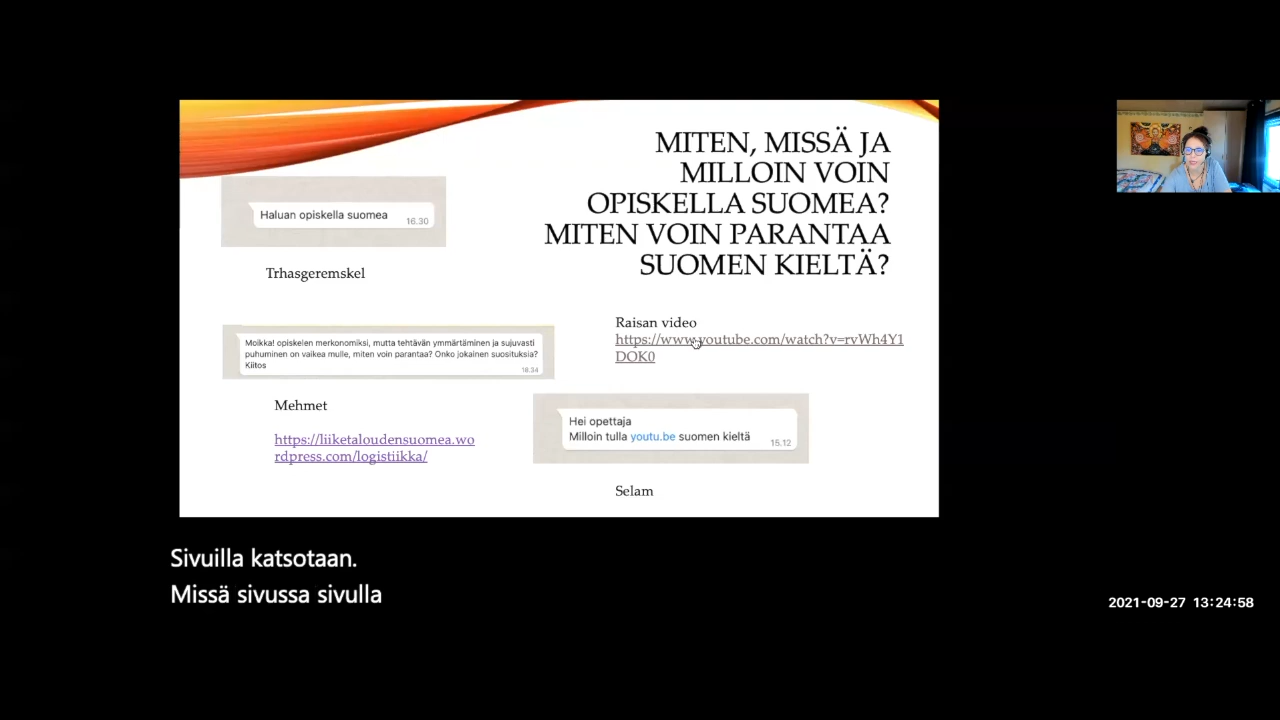 MITEN, MISSÄ JA
MILLOIN VOIN
OPISKELLA SUOMEA?
MITEN VOIN PARANTAA
SUOMEN KIELTÄ?
Haluan opiskella suomea
16.30
Trhasgeremskel
Moikka! opiskelen merkonomiksi, mutta tehtävän ymmärtäminen ja sujuvasti
puhuminen on vaikea mulle, miten voin parantaa? Onko jokainen suosituksia?
Kiitos
18.34
Mehmet
https://liiketaloudensuomea.wo
rdpress.com/logistiikka/
Raisan video
https://www.youtube.com/watch?v=rvWh4Y1
DOK0
Hei opettaja
Milloin tulla youtu.be suomen kieltä
15.12
Selam
Sivuilla katsotaan.
Missä sivussa sivulla
2021-09-27 13:24:58